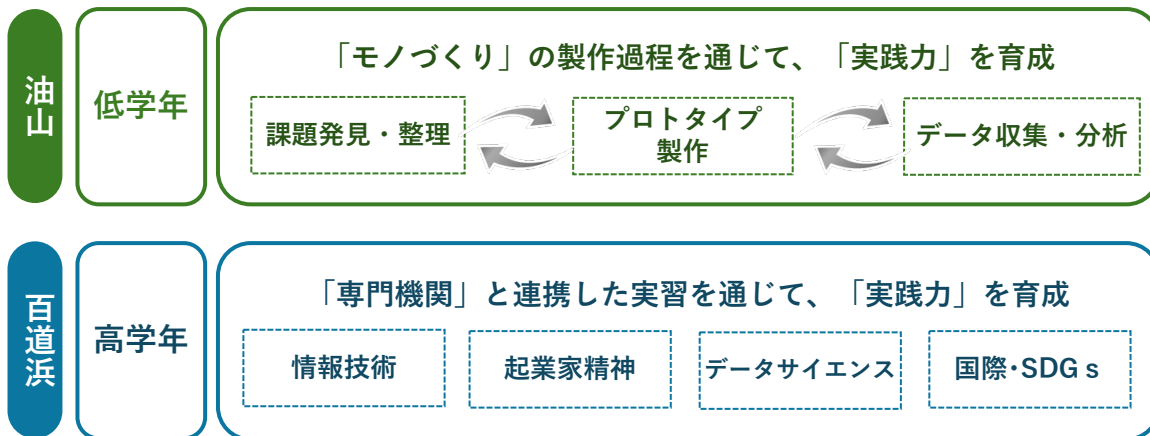 油山
低学年
「モノづくり」の製作過程を通じて、「実践力」を育成
課題発見・整理
プロトタイプ
製作
データ収集・分析
百道浜
高学年
「専門機関」と連携した実習を通じて、「実践力」を育成
情報技術
起業家精神
データサイエンス
国際･SDGｓ